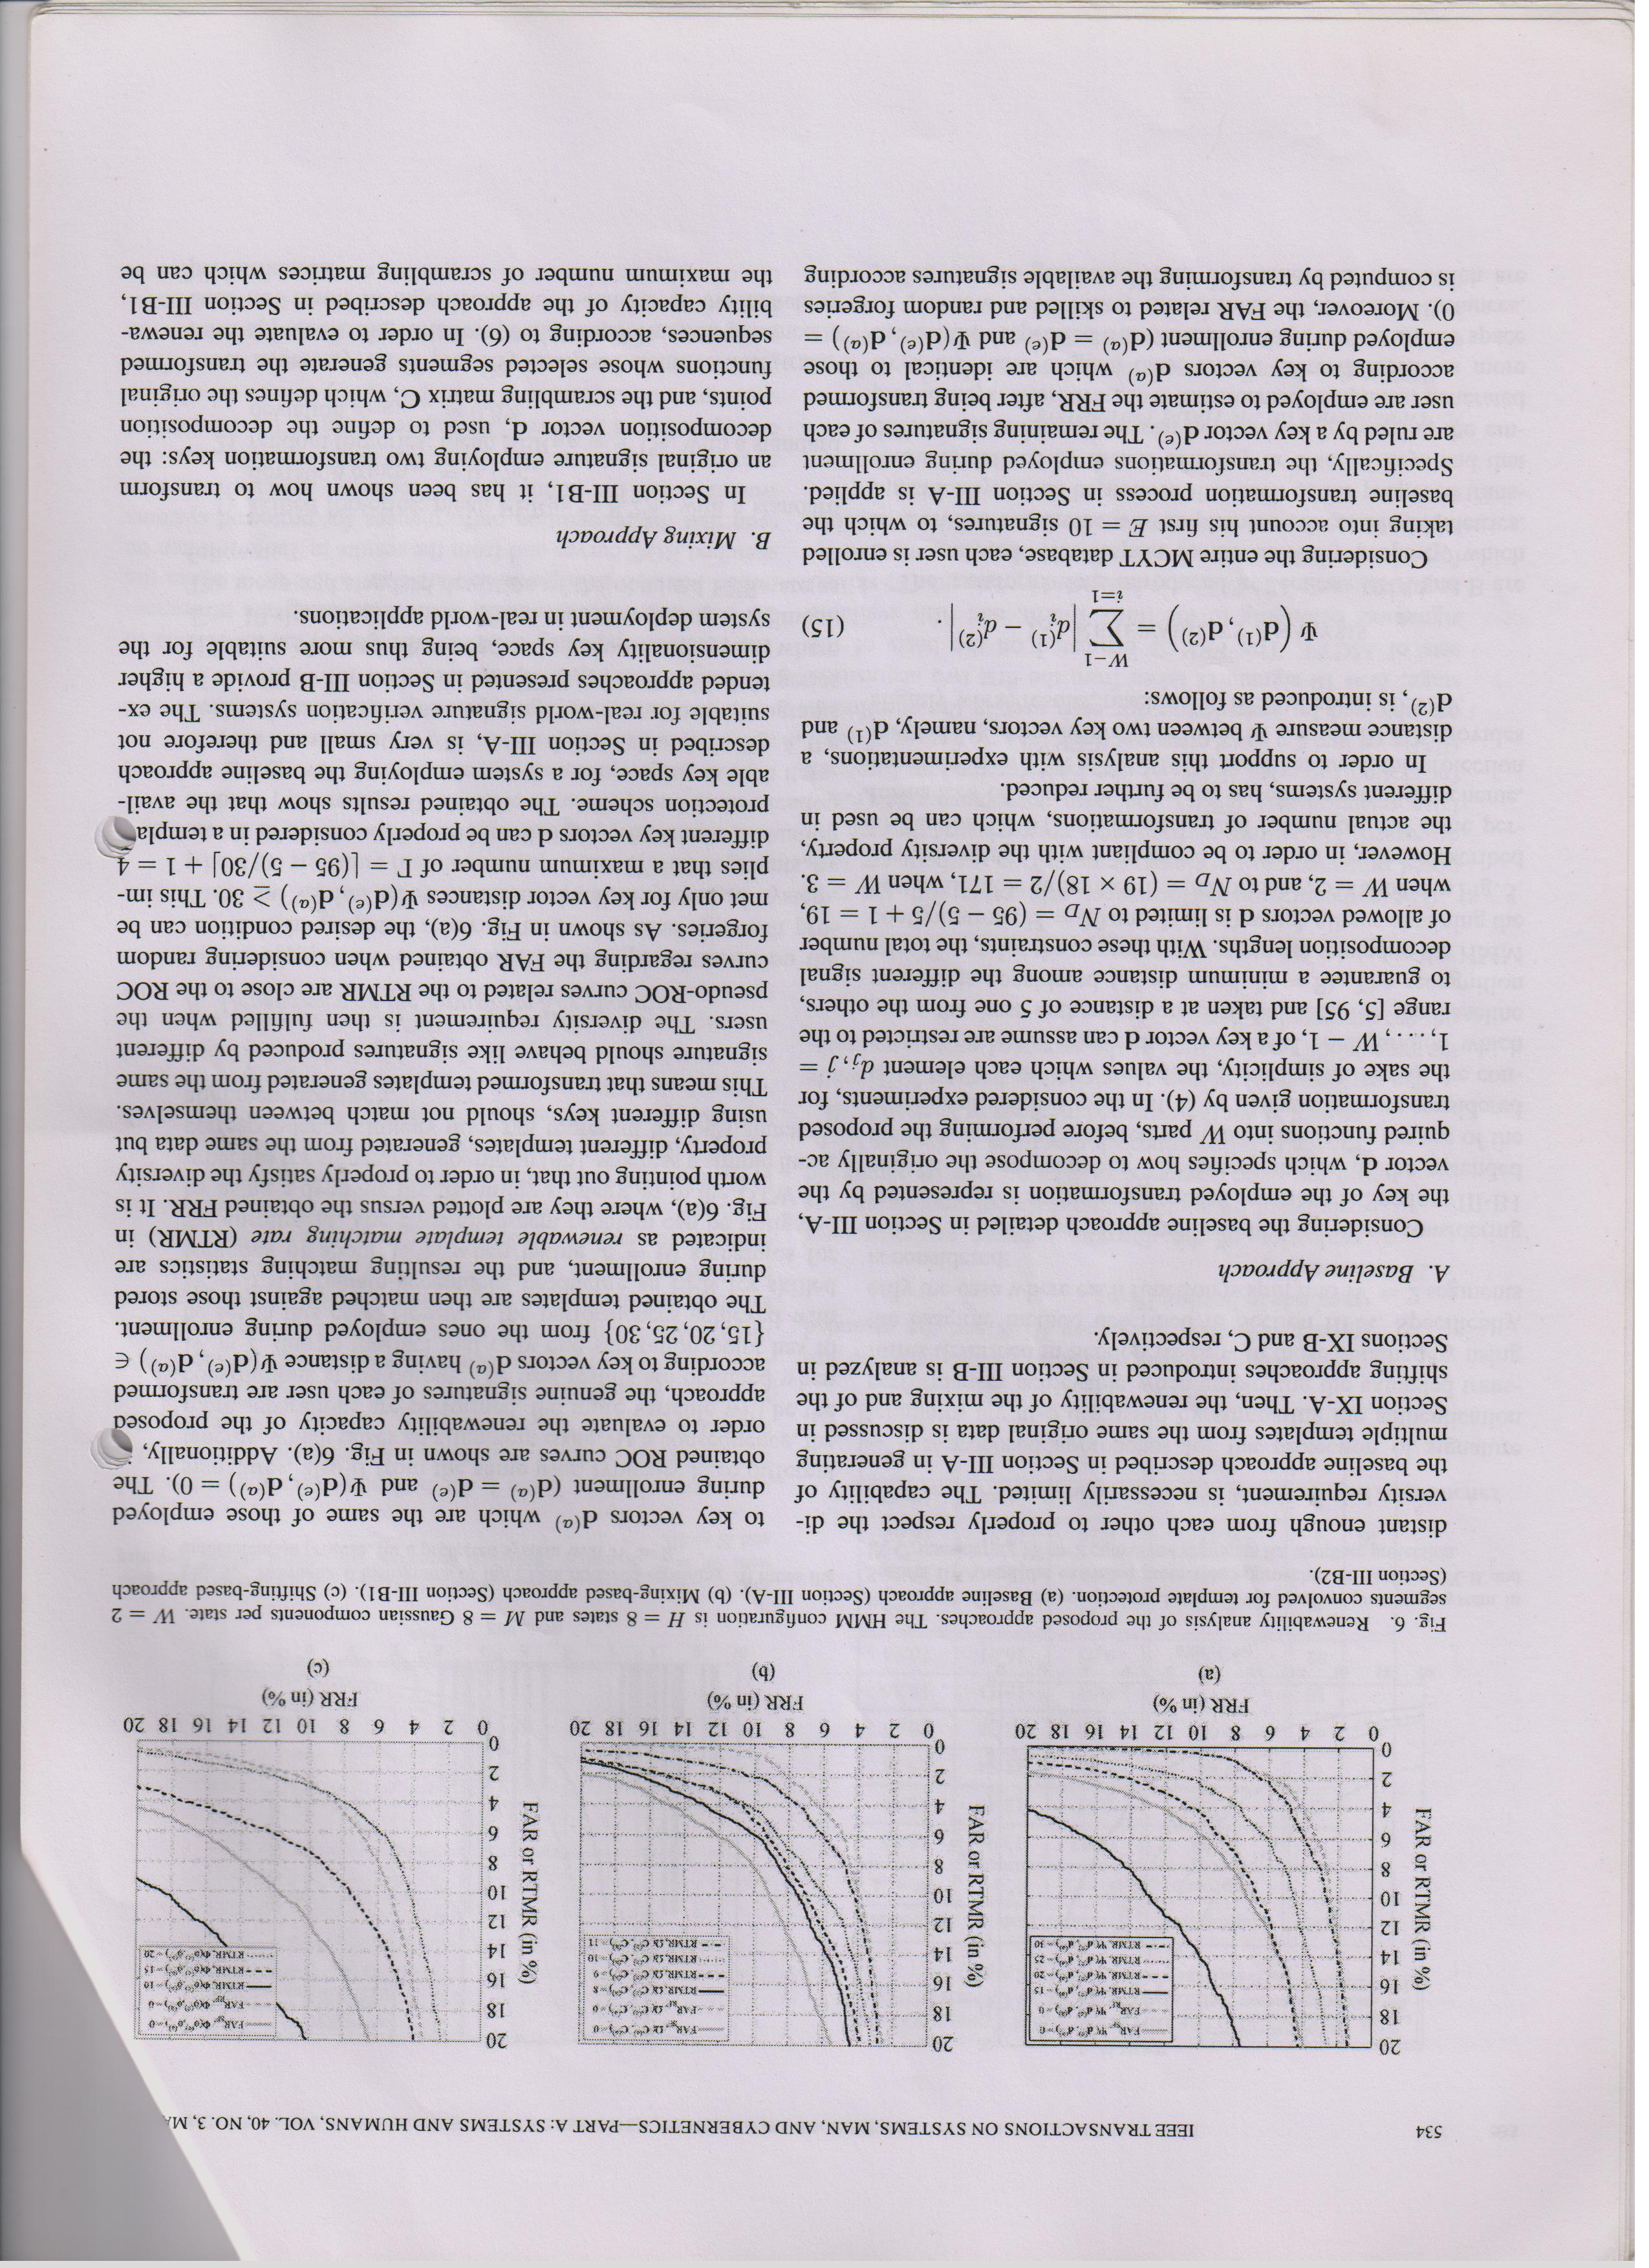 534
IEEE TRANSACTIONS ON SYSTEMS, MAN, AND CYBERNETICS—PART A: SYSTEMS AND HUMANS, VOL. 40, NO. 3,
FAR or RTMR (in %)
20
18
16
14
12
10
8
6
4
2
0
0 2 4 6 8 10 12 14 16 18 20
FRR (in %)
(a)
FAR or RTMR (in %)
20
18
16
14
12
10
8
6
4
2
0
0 2 4 6 8 10 12 14 16 18 20
FRR (in %)
(b)
FAR or RTMR (in %)
20
18
16
14
12
10
8
6
4
2
0
0 2 4 6 8 10 12 14 16 18 20
FRR (in %)
(c)
Fig. 6. Renewability analysis of the proposed approaches. The HMM configuration is H = 8 states and M = 8 Gaussian components per state. W = 2
segments convolved for template protection. (a) Baseline approach (Section III-A). (b) Mixing-based approach (Section III-B1). (c) Shifting-based approach
(Section III-B2).
distant enough from each other to properly respect the di-
versity requirement, is necessarily limited. The capability of
the baseline approach described in Section III-A in generating
multiple templates from the same original data is discussed in
Section IX-A. Then, the renewability of the mixing and of the
shifting approaches introduced in Section III-B is analyzed in
Sections IX-B and C, respectively.
A. Baseline Approach
Considering the baseline approach detailed in Section III-A,
the key of the employed transformation is represented by the
vector d, which specifies how to decompose the originally ac-
quired functions into W parts, before performing the proposed
transformation given by (4). In the considered experiments, for
the sake of simplicity, the values which each element d_j, j =
1, . . . , W − 1, of a key vector d can assume are restricted to the
range [5, 95] and taken at a distance of 5 one from the others,
to guarantee a minimum distance among the different signal
decomposition lengths. With these constraints, the total number
of allowed vectors d is limited to N_D = (95 − 5)/5 + 1 = 19,
when W = 2, and to N_D = (19 × 18)/2 = 171, when W = 3.
However, in order to be compliant with the diversity property,
the actual number of transformations, which can be used in
different systems, has to be further reduced.
In order to support this analysis with experimentations, a
distance measure Ψ between two key vectors, namely, d^(1) and
d^(2), is introduced as follows:
Ψ(d^(1), d^(2)) = ∑_{i=1}^{W−1} |d_i^(1) − d_i^(2)|. (15)
Considering the entire MCYT database, each user is enrolled
taking into account his first E = 10 signatures, to which the
baseline transformation process in Section III-A is applied.
Specifically, the transformations employed during enrollment
are ruled by a key vector d^(e). The remaining signatures of each
user are employed to estimate the FRR, after being transformed
according to key vectors d^(a) which are identical to those
employed during enrollment (d^(a) = d^(e) and Ψ(d^(e), d^(a)) =
0). Moreover, the FAR related to skilled and random forgeries
is computed by transforming the available signatures according
to key vectors d^(a) which are the same of those employed
during enrollment (d^(a) = d^(e) and Ψ(d^(e), d^(a)) = 0). The
obtained ROC curves are shown in Fig. 6(a). Additionally,
order to evaluate the renewability capacity of the proposed
approach, the genuine signatures of each user are transformed
according to key vectors d^(a) having a distance Ψ(d^(e), d^(a)) ∈
{15, 20, 25, 30} from the ones employed during enrollment.
The obtained templates are then matched against those stored
during enrollment, and the resulting matching statistics are
indicated as renewable template matching rate (RTMR) in
Fig. 6(a), where they are plotted versus the obtained FRR. It is
worth pointing out that, in order to properly satisfy the diversity
property, different templates, generated from the same data but
using different keys, should not match between themselves.
This means that transformed templates generated from the same
signature should behave like signatures produced by different
users. The diversity requirement is then fulfilled when the
pseudo-ROC curves related to the RTMR are close to the ROC
curves regarding the FAR obtained when considering random
forgeries. As shown in Fig. 6(a), the desired condition can be
met only for key vector distances Ψ(d^(e), d^(a)) ≥ 30. This im-
plies that a maximum number of Γ = ⌊(95 − 5)/30⌋ + 1 = 4
different key vectors d can be properly considered in a templa
protection scheme. The obtained results show that the avail-
able key space, for a system employing the baseline approach
described in Section III-A, is very small and therefore not
suitable for real-world signature verification systems. The ex-
tended approaches presented in Section III-B provide a higher
dimensionality key space, being thus more suitable for the
system deployment in real-world applications.
B. Mixing Approach
In Section III-B1, it has been shown how to transform
an original signature employing two transformation keys: the
decomposition vector d, used to define the decomposition
points, and the scrambling matrix C, which defines the original
functions whose selected segments generate the transformed
sequences, according to (6). In order to evaluate the renewa-
bility capacity of the approach described in Section III-B1,
the maximum number of scrambling matrices which can be